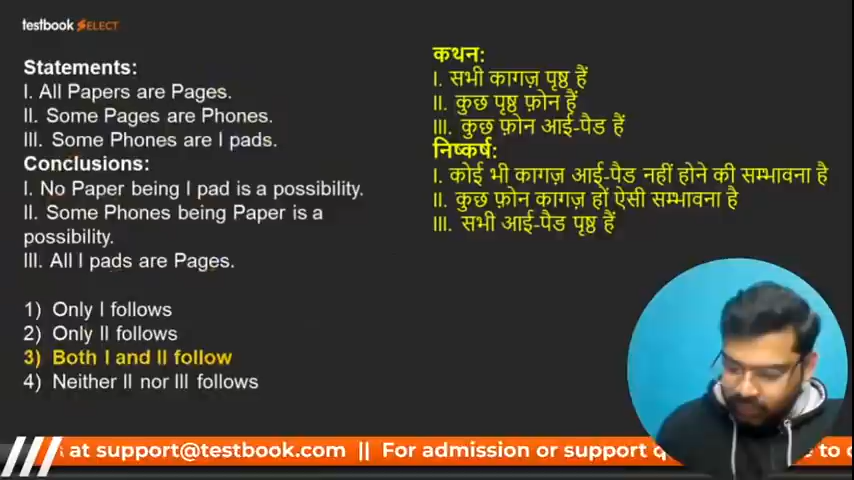 testbook SELECT
Statements:
I. All Papers are Pages.
II. Some Pages are Phones.
III. Some Phones are I pads.
Conclusions:
I. No Paper being I pad is a possibility.
II. Some Phones being Paper is a
possibility.
III. All I pads are Pages.
1) Only I follows
2) Only II follows
3) Both I and II follow
4) Neither II nor III follows
कथन:
I. सभी कागज़ पृष्ठ हैं
II. कुछ पृष्ठ फ़ोन हैं
III. कुछ फ़ोन आई-पैड हैं
निष्कर्ष:
I. कोई भी कागज़ आई-पैड नहीं होने की सम्भावना है
II. कुछ फ़ोन कागज़ हों ऐसी सम्भावना है
III. सभी आई-पैड पृष्ठ हैं
at support@testbook.com || For admission or support to